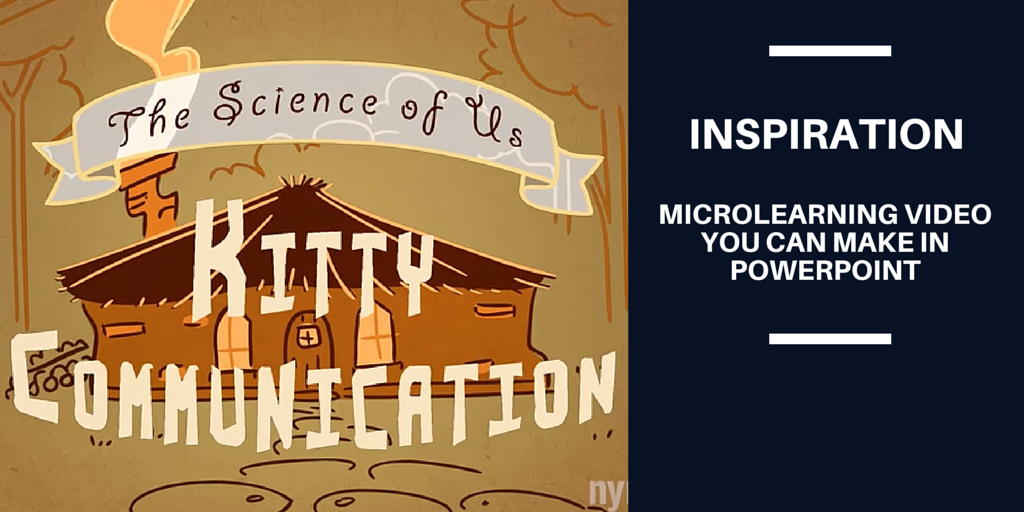 The Science of Us
Kitty
Communication
ny
INSPIRATION
MICROLEARNING VIDEO
YOU CAN MAKE IN
POWERPOINT